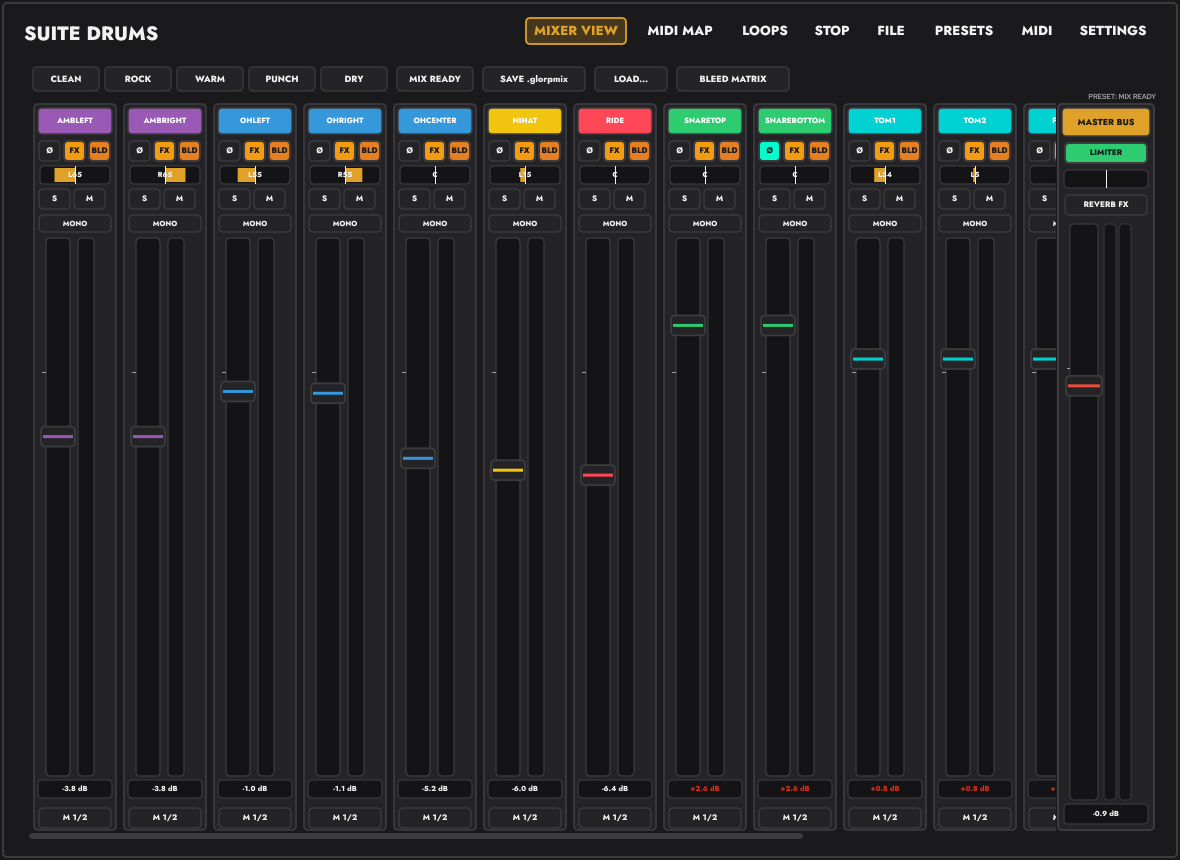 SUITE DRUMS
MIXER VIEW MIDI MAP LOOPS STOP FILE PRESETS MIDI SETTINGS
CLEAN ROCK WARM PUNCH DRY MIX READY SAVE .glorpmix LOAD... BLEED MATRIX
PRESET: MIX READY
AMBLEFT AMBRIGHT OHLEFT OHRIGHT OHCENTER HIHAT RIDE SNARETOP SNAREBOTTOM TOM1 TOM2 MASTER BUS
Ø FX BLD Ø FX BLD Ø FX BLD Ø FX BLD Ø FX BLD Ø FX BLD Ø FX BLD Ø FX BLD Ø FX BLD Ø FX BLD Ø FX BLD Ø LIMITER
L65 R65 L55 R55 C L15 C C C L34 L5
S M S M S M S M S M S M S M S M S M S M S M S REVERB FX
MONO MONO MONO MONO MONO MONO MONO MONO MONO MONO MONO
-3.8 dB -3.8 dB -1.0 dB -1.1 dB -5.2 dB -6.0 dB -6.4 dB +2.6 dB +2.6 dB +0.8 dB +0.8 dB
M 1/2 M 1/2 M 1/2 M 1/2 M 1/2 M 1/2 M 1/2 M 1/2 M 1/2 M 1/2 M 1/2 -0.9 dB